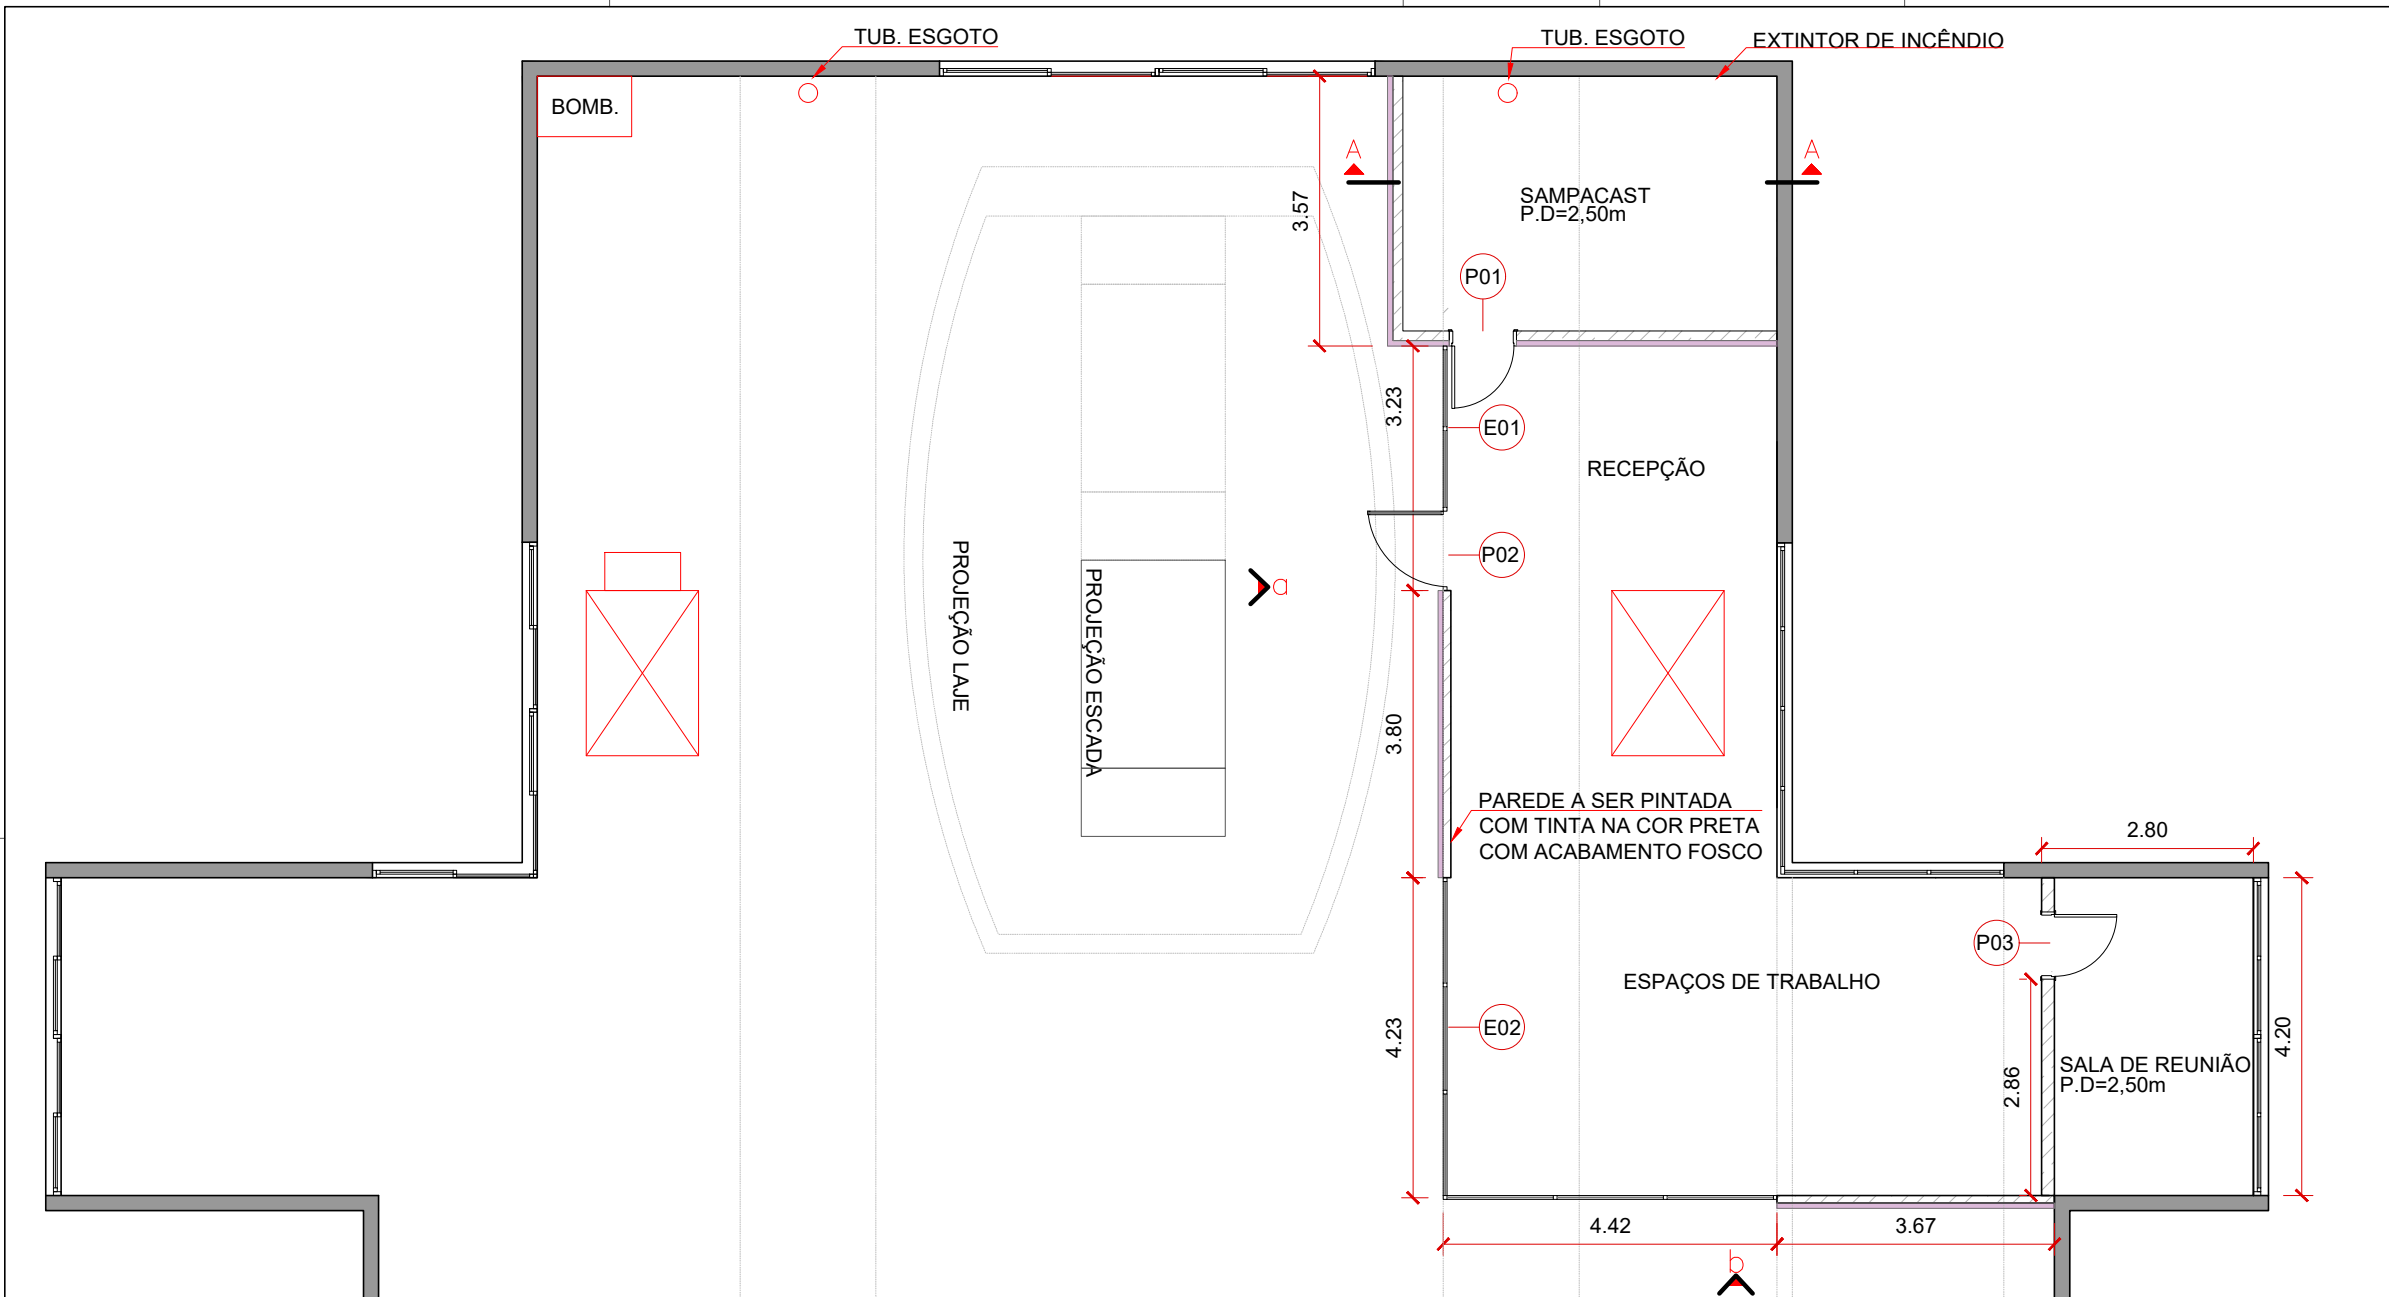 TUB. ESGOTO
TUB. ESGOTO
EXTINTOR DE INCÊNDIO
BOMB.
A
A
3.57
SAMPACAST
P.D=2,50m
P01
3.23
E01
RECEPÇÃO
P02
PROJEÇÃO LAJE
PROJEÇÃO ESCADA
a
3.80
PAREDE A SER PINTADA
COM TINTA NA COR PRETA
COM ACABAMENTO FOSCO
2.80
P03
ESPAÇOS DE TRABALHO
4.23
E02
2.86
SALA DE REUNIÃO
P.D=2,50m
4.20
4.42
3.67
b